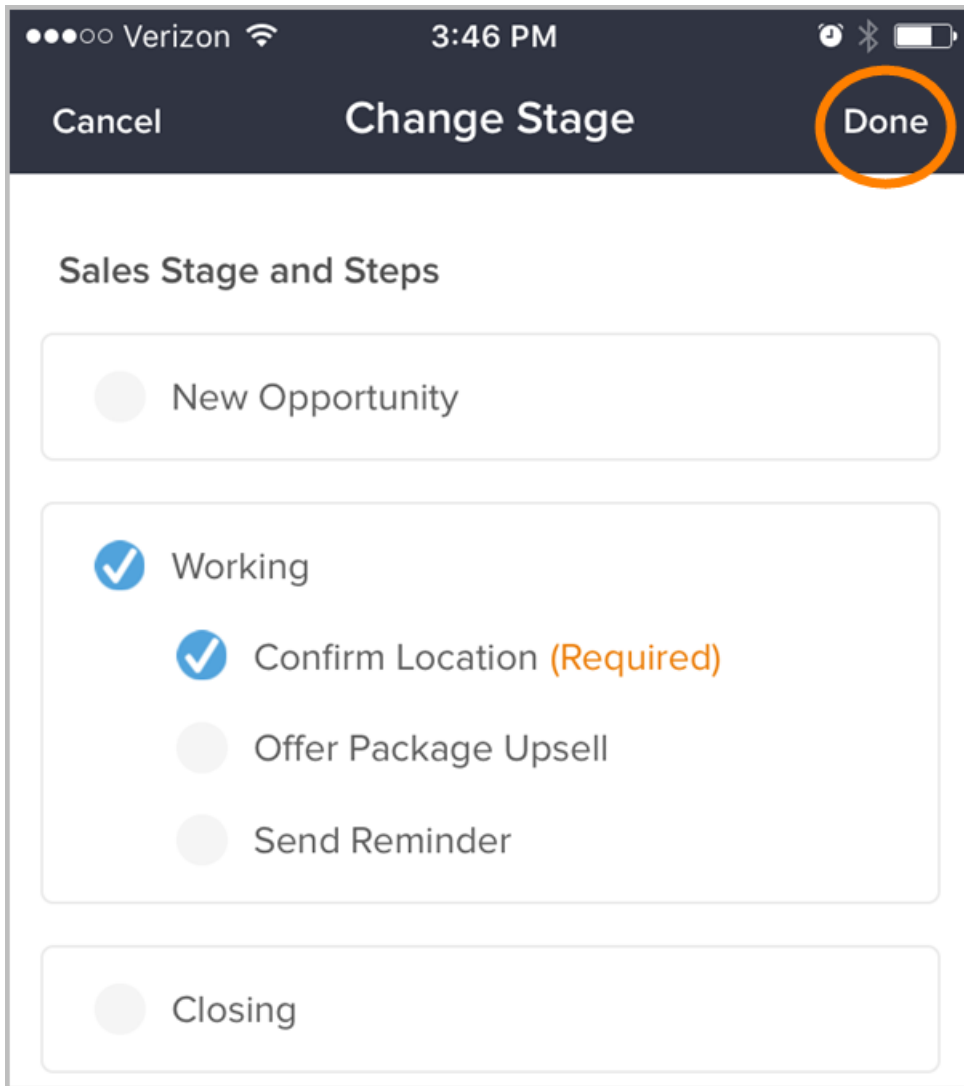 Verizon 3:46 PM
Cancel Change Stage Done
Sales Stage and Steps
New Opportunity
Working
Confirm Location (Required)
Offer Package Upsell
Send Reminder
Closing